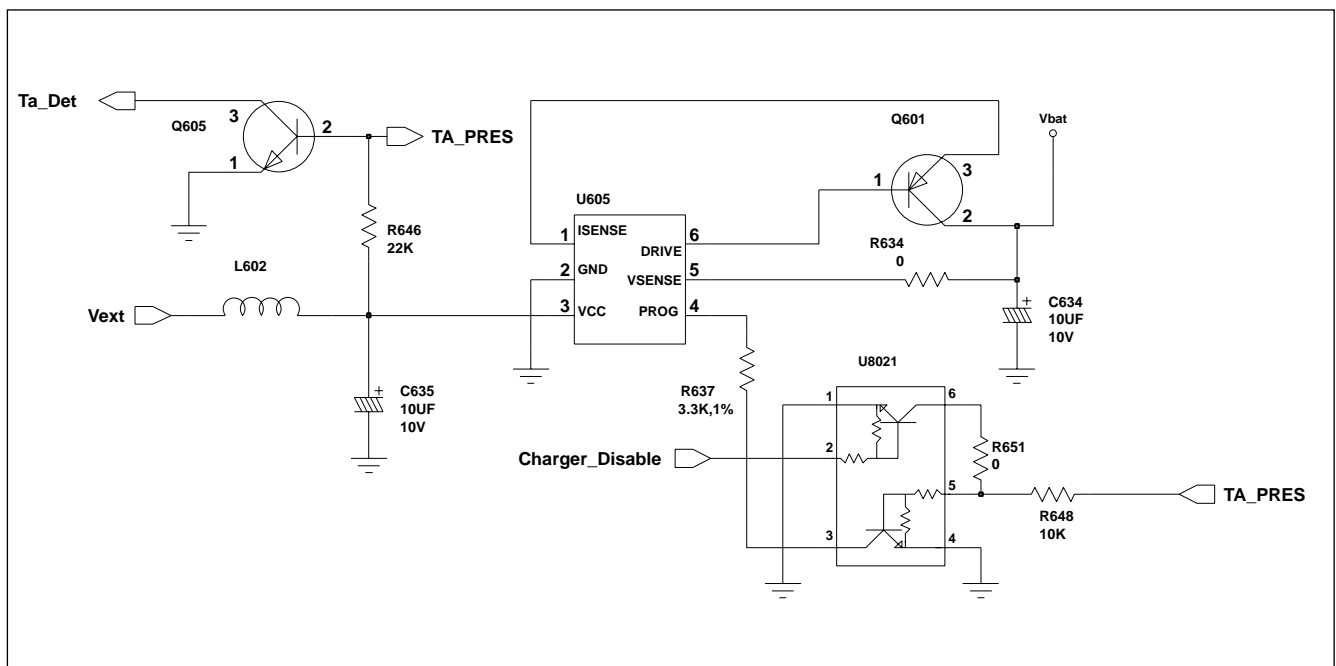 Ta_Det
Q605
3
2
1
TA_PRES
R646
22K
L602
Vext
C635
10UF
10V
U605
1 ISENSE
2 GND
3 VCC
DRIVE 6
VSENSE 5
PROG 4
Q601
1
3
2
Vbat
R634
0
C634
10UF
10V
R637
3.3K,1%
U8021
1
6
2
5
3
4
Charger_Disable
R651
0
R648
10K
TA_PRES